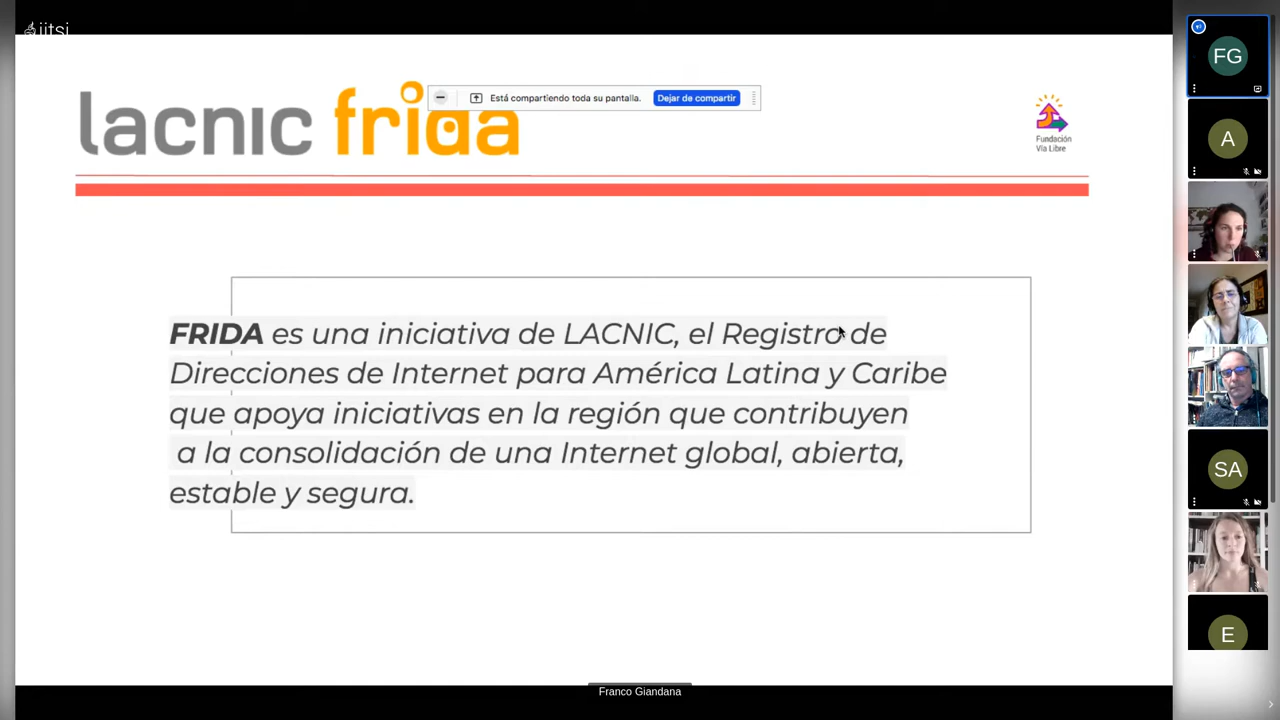 jitsi
lacnic frida
Está compartiendo toda su pantalla.
Dejar de compartir
Fundación
Vía Libre
FRIDA es una iniciativa de LACNIC, el Registro de
Direcciones de Internet para América Latina y Caribe
que apoya iniciativas en la región que contribuyen
a la consolidación de una Internet global, abierta,
estable y segura.
FG
A
SA
E
Franco Giandana